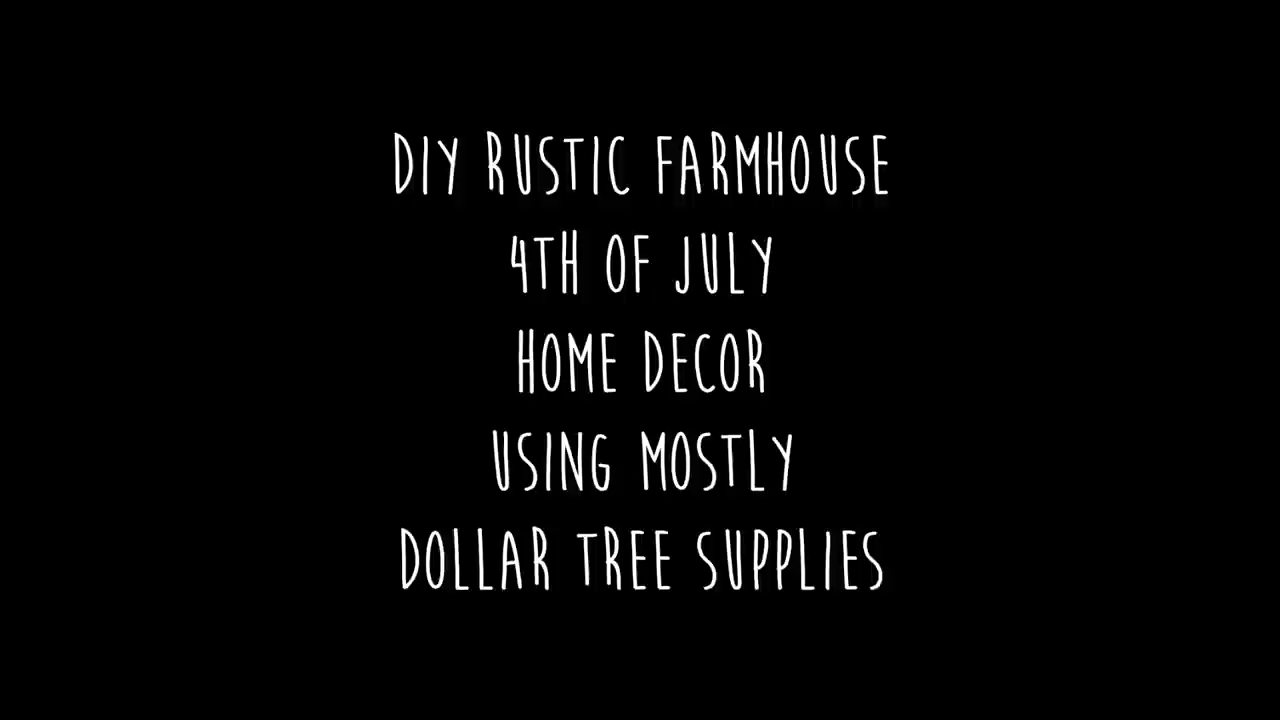 DIY RUSTIC FARMHOUSE
4TH OF JULY
HOME DECOR
USING MOSTLY
DOLLAR TREE SUPPLIES